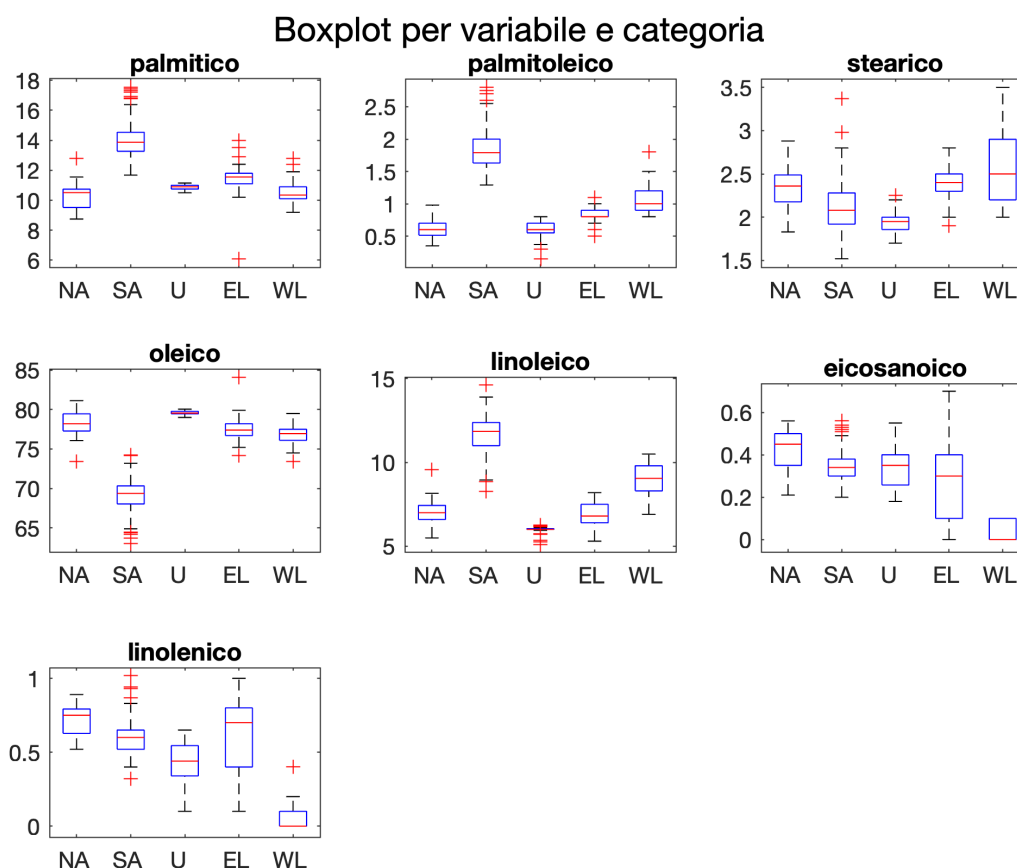 Boxplot per variabile e categoria
palmitico
18
16
14
12
10
8
6
NA SA U EL WL
palmitoleico
2.5
2
1.5
1
0.5
NA SA U EL WL
stearico
3.5
3
2.5
2
1.5
NA SA U EL WL
oleico
85
80
75
70
65
NA SA U EL WL
linoleico
15
10
5
NA SA U EL WL
eicosanoico
0.6
0.4
0.2
0
NA SA U EL WL
linolenico
1
0.5
0
NA SA U EL WL